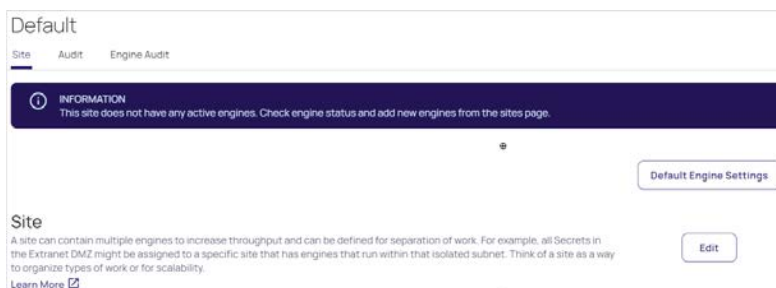 Default
Site Audit Engine Audit
INFORMATION
This site does not have any active engines. Check engine status and add new engines from the sites page.
Default Engine Settings
Site
A site can contain multiple engines to increase throughput and can be defined for separation of work. For example, all Secrets in
the Extranet DMZ might be assigned to a specific site that has engines that run within that isolated subnet. Think of a site as a way
to organize types of work or for scalability.
Edit
Learn More